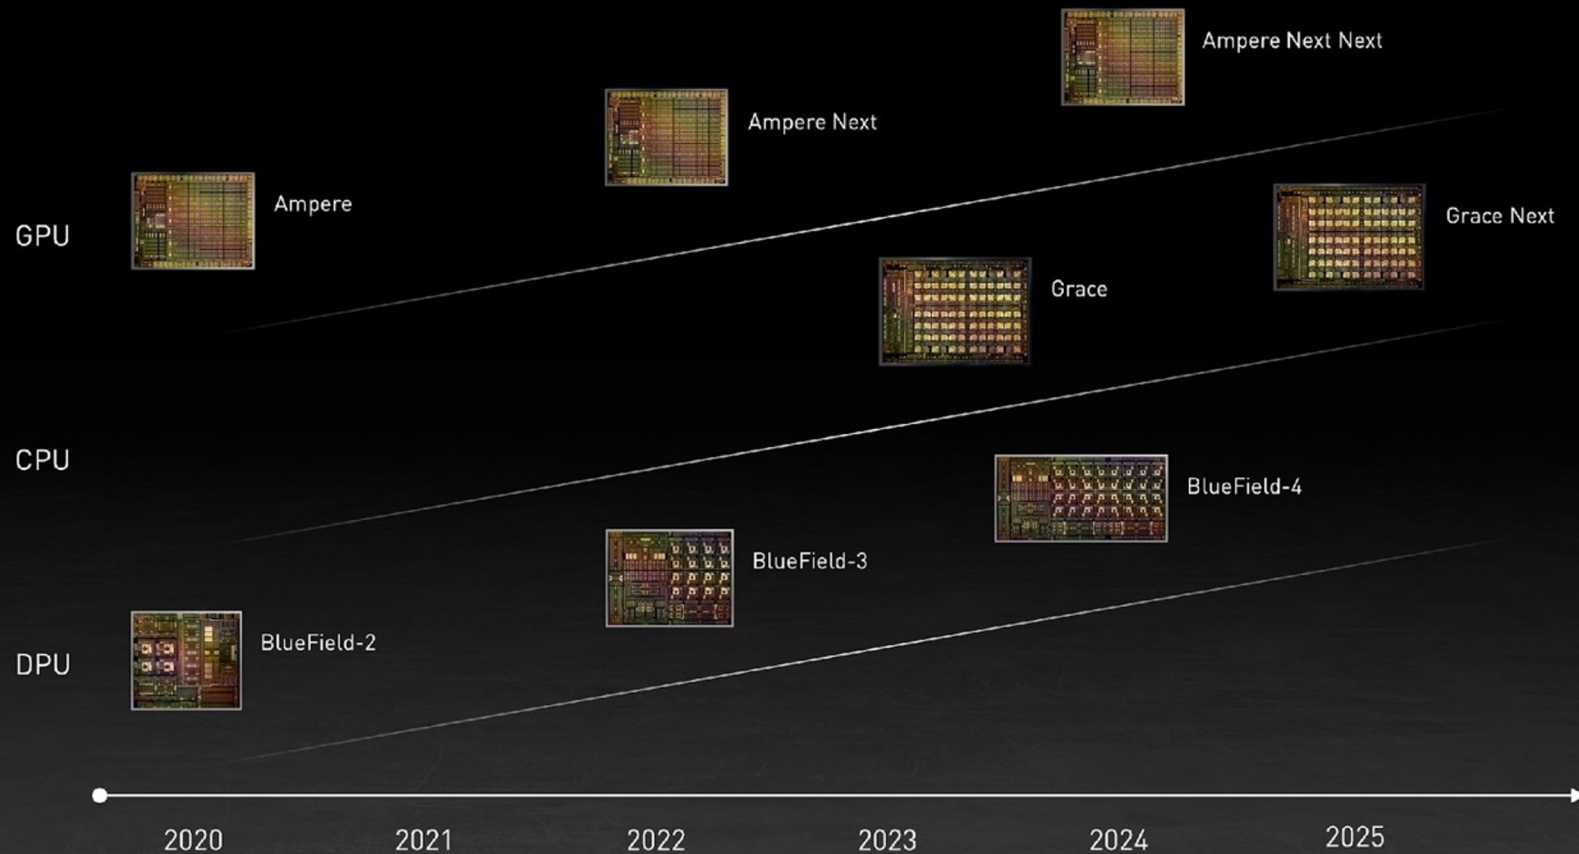 Ampere Next Next
Ampere Next
Ampere
GPU
Grace Next
Grace
CPU
BlueField-4
BlueField-3
BlueField-2
DPU
2020 2021 2022 2023 2024 2025